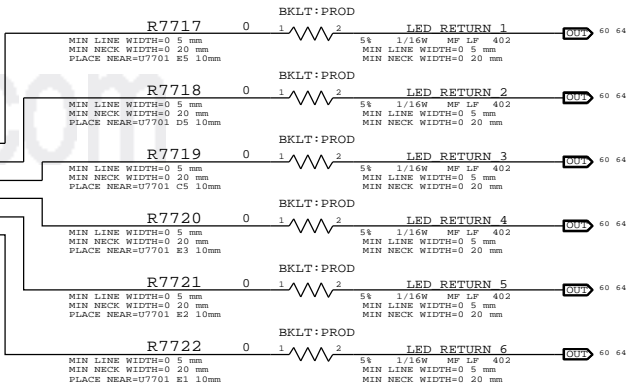 BKLT:PROD
R7717 0 1 2 LED RETURN 1 OUT 60 64
MIN LINE WIDTH=0 5 mm 5% 1/16W MF LF 402
MIN NECK WIDTH=0 20 mm MIN LINE WIDTH=0 5 mm
PLACE NEAR=U7701 E5 10mm MIN NECK WIDTH=0 20 mm
BKLT:PROD
R7718 0 1 2 LED RETURN 2 OUT 60 64
MIN LINE WIDTH=0 5 mm 5% 1/16W MF LF 402
MIN NECK WIDTH=0 20 mm MIN LINE WIDTH=0 5 mm
PLACE NEAR=U7701 D5 10mm MIN NECK WIDTH=0 20 mm
com
BKLT:PROD
R7719 0 1 2 LED RETURN 3 OUT 60 64
MIN LINE WIDTH=0 5 mm 5% 1/16W MF LF 402
MIN NECK WIDTH=0 20 mm MIN LINE WIDTH=0 5 mm
PLACE NEAR=U7701 C5 10mm MIN NECK WIDTH=0 20 mm
BKLT:PROD
R7720 0 1 2 LED RETURN 4 OUT 60 64
MIN LINE WIDTH=0 5 mm 5% 1/16W MF LF 402
MIN NECK WIDTH=0 20 mm MIN LINE WIDTH=0 5 mm
PLACE NEAR=U7701 E3 10mm MIN NECK WIDTH=0 20 mm
BKLT:PROD
R7721 0 1 2 LED RETURN 5 OUT 60 64
MIN LINE WIDTH=0 5 mm 5% 1/16W MF LF 402
MIN NECK WIDTH=0 20 mm MIN LINE WIDTH=0 5 mm
PLACE NEAR=U7701 E2 10mm MIN NECK WIDTH=0 20 mm
BKLT:PROD
R7722 0 1 2 LED RETURN 6 OUT 60 64
MIN LINE WIDTH=0 5 mm 5% 1/16W MF LF 402
MIN NECK WIDTH=0 20 mm MIN LINE WIDTH=0 5 mm
PLACE NEAR=U7701 E1 10mm MIN NECK WIDTH=0 20 mm